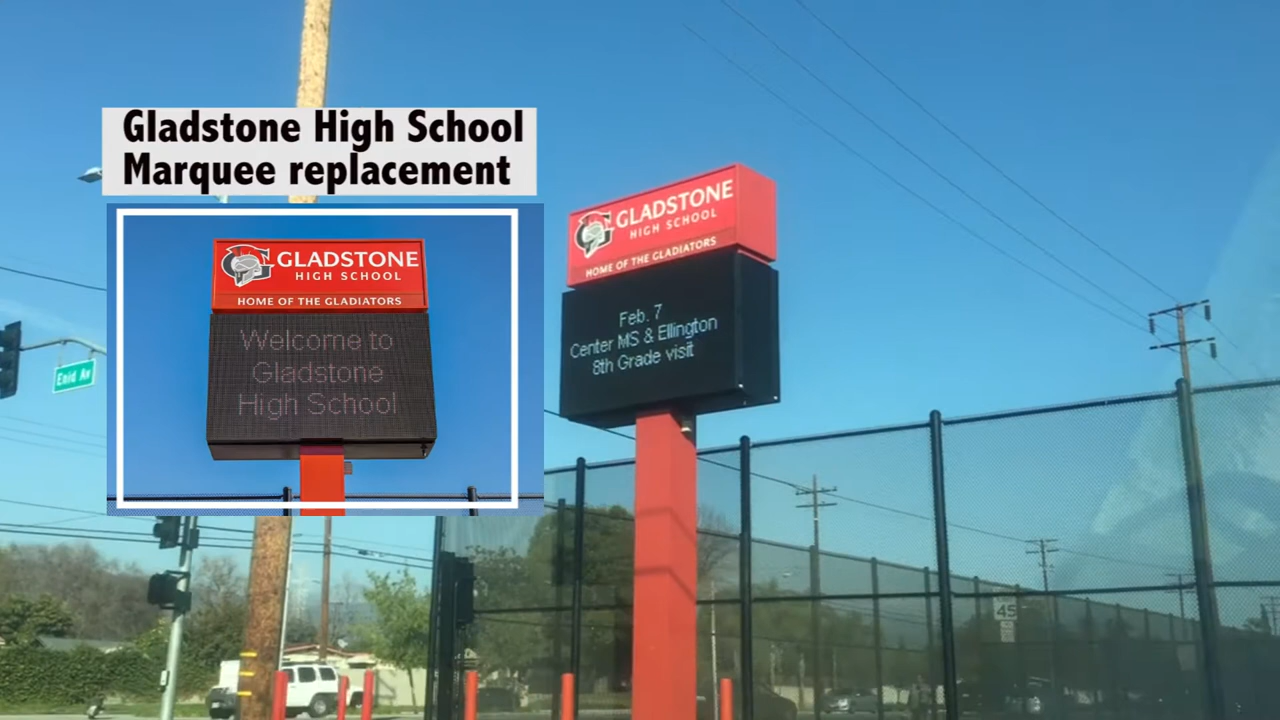 Gladstone High School
Marquee replacement
GLADSTONE
HIGH SCHOOL
HOME OF THE GLADIATORS
Welcome to
Gladstone
High School
Enid Av
GLADSTONE
HIGH SCHOOL
HOME OF THE GLADIATORS
Feb. 7
Center MS & Ellington
8th Grade visit
45